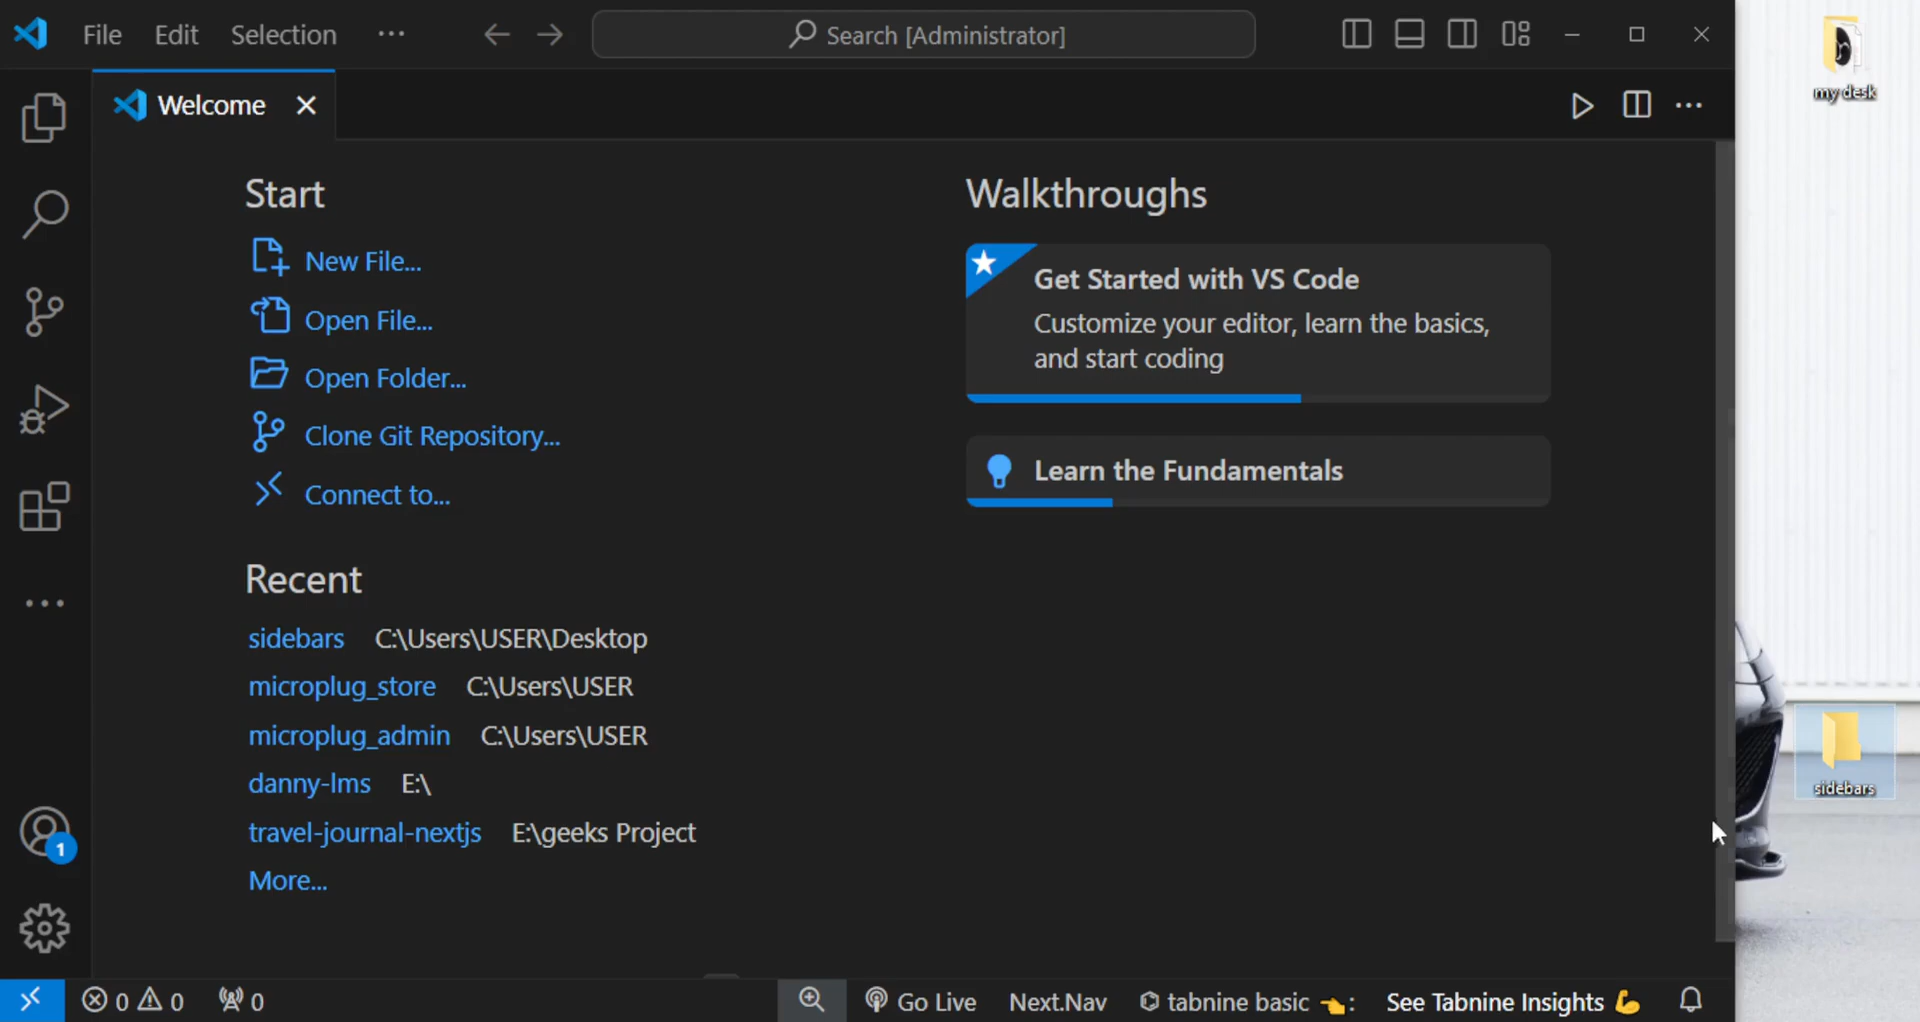 File Edit Selection ··· Search [Administrator]
Welcome
my desk
Start
New File...
Open File...
Open Folder...
Clone Git Repository...
Connect to...
Walkthroughs
Get Started with VS Code
Customize your editor, learn the basics,
and start coding
Learn the Fundamentals
Recent
sidebars C:\Users\USER\Desktop
microplug_store C:\Users\USER
microplug_admin C:\Users\USER
danny-lms E:\
travel-journal-nextjs E:\geeks Project
More...
sidebars
1
0 0 0 Go Live Next.Nav tabnine basic 👈 : See Tabnine Insights 💪